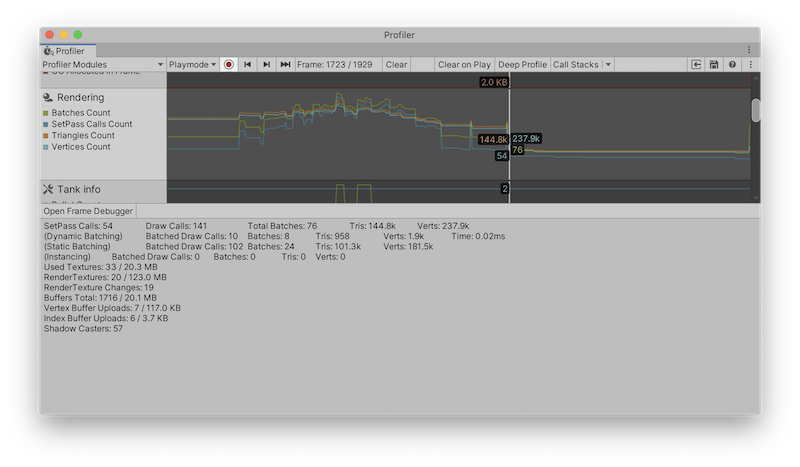 Profiler
Profiler
Profiler Modules Playmode Frame: 1723 / 1929 Clear Clear on Play Deep Profile Call Stacks
GC Allocated in Frame
2.0 KB
Rendering
Batches Count
SetPass Calls Count
Triangles Count
Vertices Count
144.8k 237.9k
76
54
Tank info
2
Open Frame Debugger
SetPass Calls: 54 Draw Calls: 141 Total Batches: 76 Tris: 144.8k Verts: 237.9k
(Dynamic Batching) Batched Draw Calls: 10 Batches: 8 Tris: 958 Verts: 1.9k Time: 0.02ms
(Static Batching) Batched Draw Calls: 102 Batches: 24 Tris: 101.3k Verts: 181.5k
(Instancing) Batched Draw Calls: 0 Batches: 0 Tris: 0 Verts: 0
Used Textures: 33 / 20.3 MB
RenderTextures: 20 / 123.0 MB
RenderTexture Changes: 19
Buffers Total: 1716 / 20.1 MB
Vertex Buffer Uploads: 7 / 117.0 KB
Index Buffer Uploads: 6 / 3.7 KB
Shadow Casters: 57